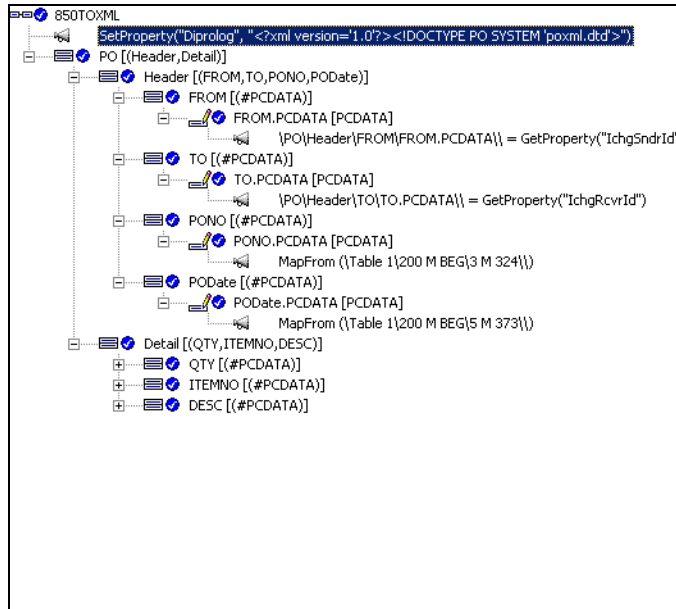 850TOXML
SetProperty("Diprolog", "<?xml version='1.0'?><!DOCTYPE PO SYSTEM 'poxml.dtd'>")
PO [(Header,Detail)]
Header [(FROM,TO,PONO,PODate)]
FROM [(#PCDATA)]
FROM.PCDATA [PCDATA]
\PO\Header\FROM\FROM.PCDATA\\ = GetProperty("IchgSndrId"
TO [(#PCDATA)]
TO.PCDATA [PCDATA]
\PO\Header\TO\TO.PCDATA\\ = GetProperty("IchgRcvrId")
PONO [(#PCDATA)]
PONO.PCDATA [PCDATA]
MapFrom (\Table 1\200 M BEG\3 M 324\\)
PODate [(#PCDATA)]
PODate.PCDATA [PCDATA]
MapFrom (\Table 1\200 M BEG\5 M 373\\)
Detail [(QTY,ITEMNO,DESC)]
QTY [(#PCDATA)]
ITEMNO [(#PCDATA)]
DESC [(#PCDATA)]